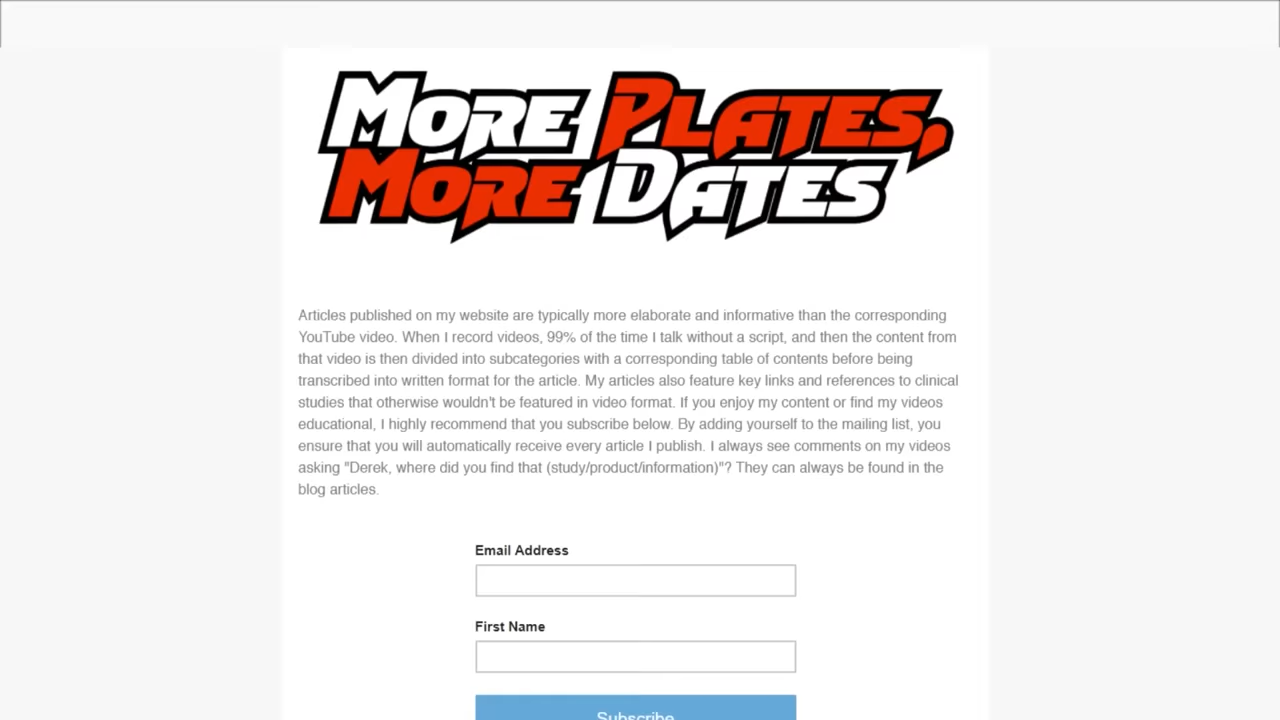 MORE PLATES,
MORE DATES
Articles published on my website are typically more elaborate and informative than the corresponding
YouTube video. When I record videos, 99% of the time I talk without a script, and then the content from
that video is then divided into subcategories with a corresponding table of contents before being
transcribed into written format for the article. My articles also feature key links and references to clinical
studies that otherwise wouldn't be featured in video format. If you enjoy my content or find my videos
educational, I highly recommend that you subscribe below. By adding yourself to the mailing list, you
ensure that you will automatically receive every article I publish. I always see comments on my videos
asking "Derek, where did you find that (study/product/information)"? They can always be found in the
blog articles.
Email Address
First Name
Subscribe